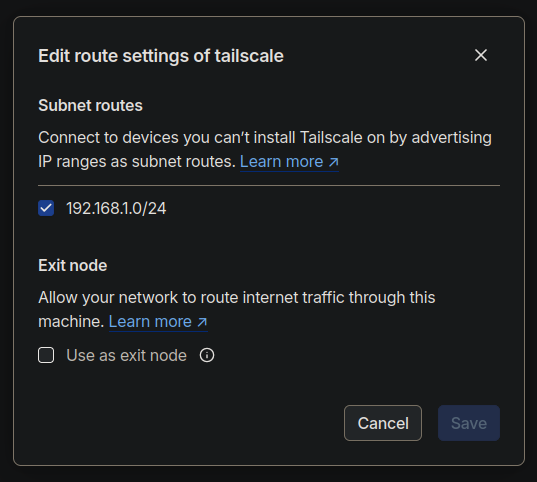 Edit route settings of tailscale
Subnet routes
Connect to devices you can’t install Tailscale on by advertising
IP ranges as subnet routes. Learn more ↗
192.168.1.0/24
Exit node
Allow your network to route internet traffic through this
machine. Learn more ↗
Use as exit node
Cancel
Save